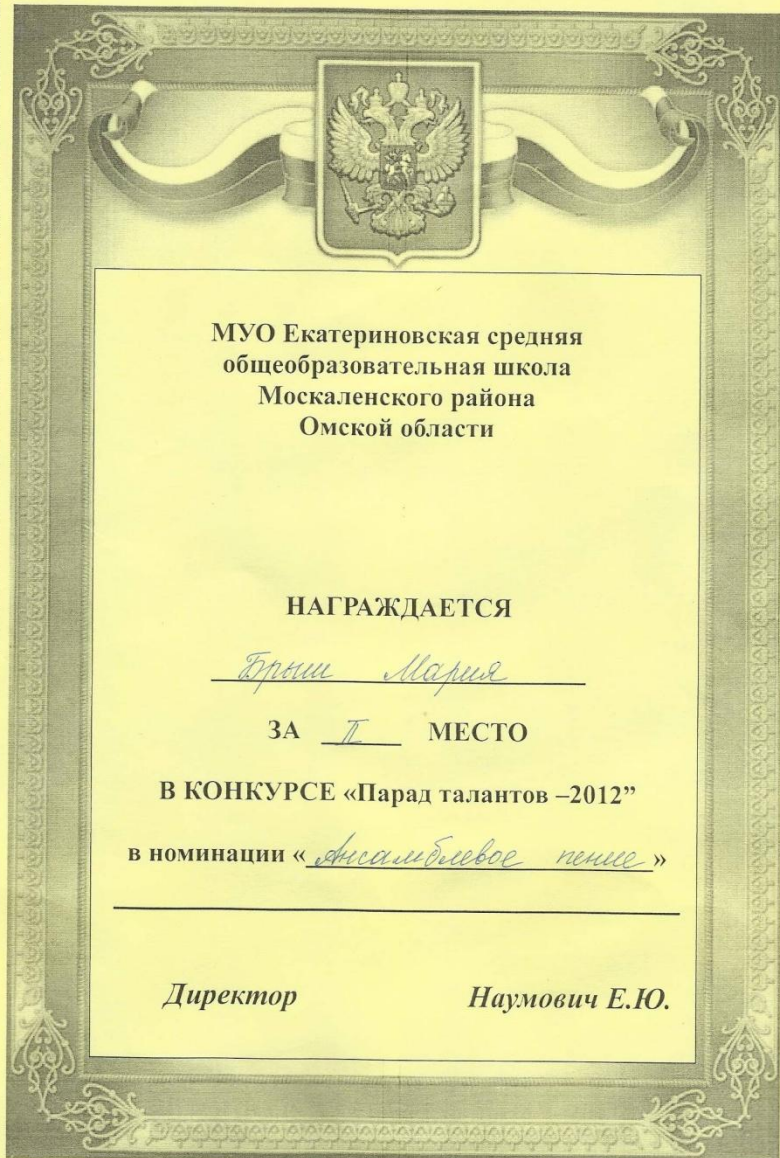 МУО Екатериновская средняя
общеобразовательная школа
Москаленского района
Омской области
НАГРАЖДАЕТСЯ
Брыш Мария
ЗА II МЕСТО
В КОНКУРСЕ «Парад талантов –2012”
в номинации «Ансамблевое пение»
Директор Наумович Е.Ю.